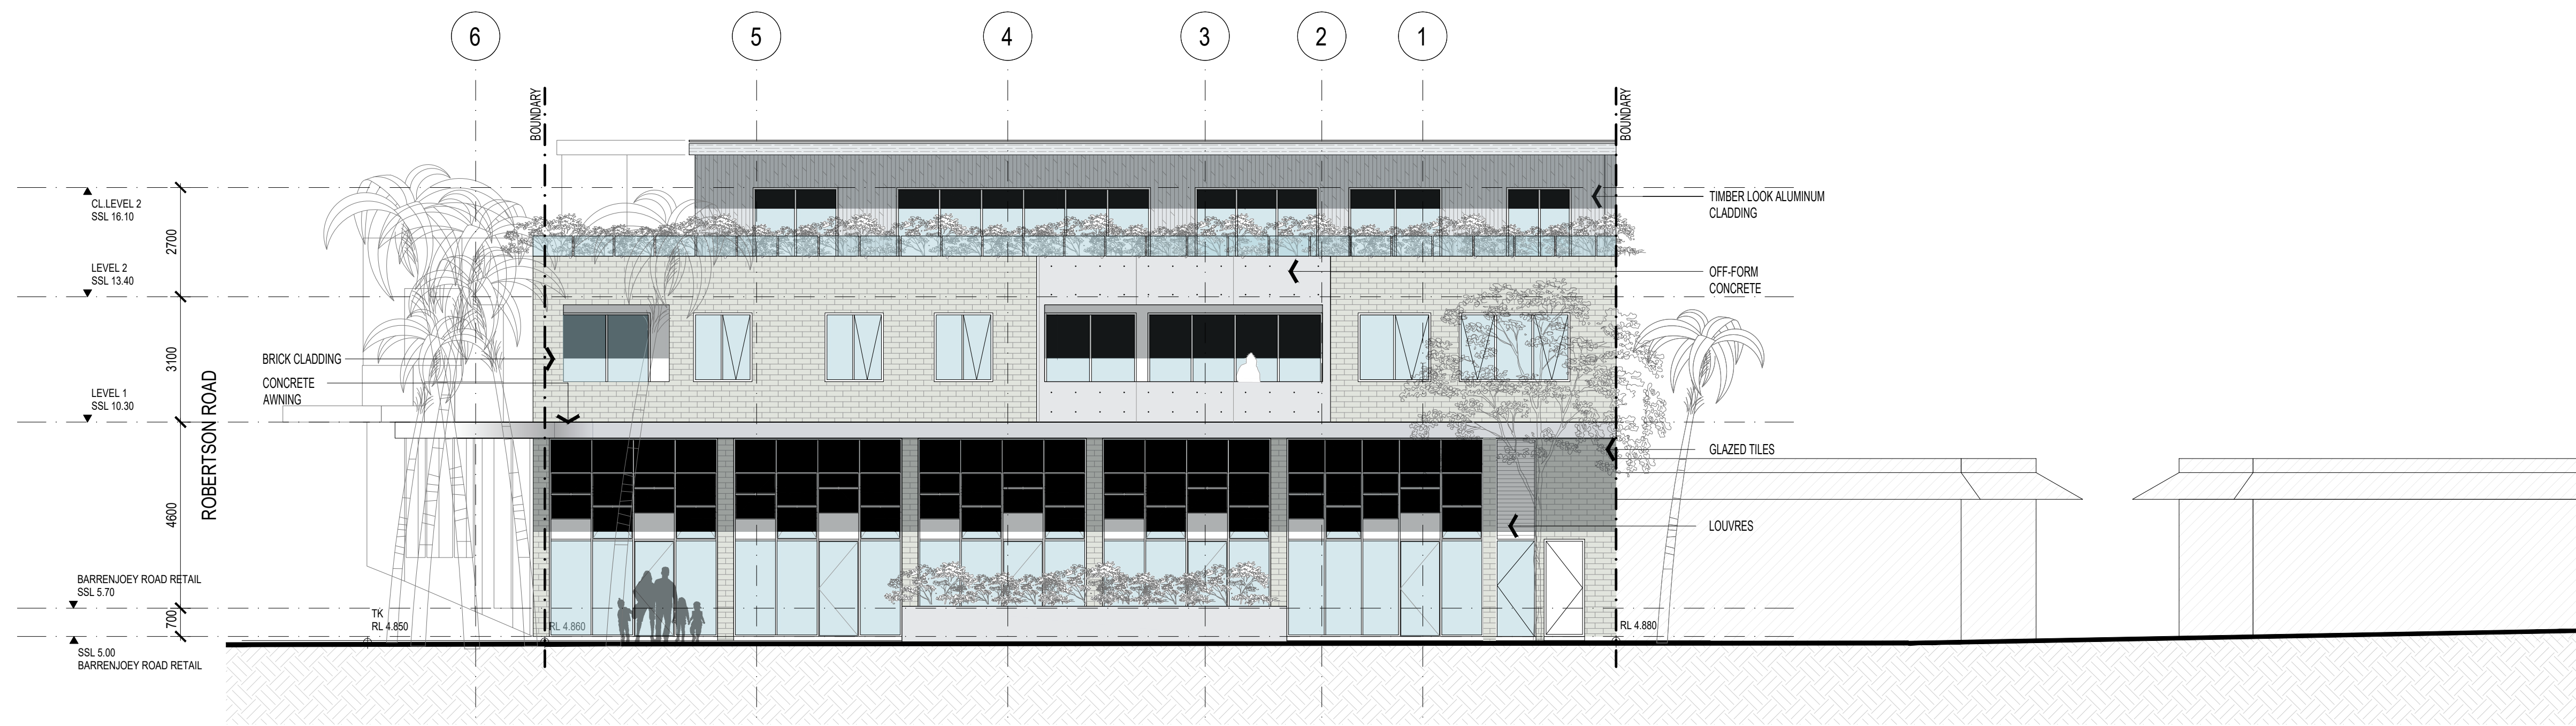 6
5
4
3
2
1
BOUNDARY
BOUNDARY
CL.LEVEL 2
SSL 16.10
2700
LEVEL 2
SSL 13.40
3100
LEVEL 1
SSL 10.30
4600
BARRENJOEY ROAD RETAIL
SSL 5.70
700
SSL 5.00
BARRENJOEY ROAD RETAIL
ROBERTSON ROAD
BRICK CLADDING
CONCRETE
AWNING
TK
RL 4.850
RL 4.860
RL 4.880
TIMBER LOOK ALUMINUM
CLADDING
OFF-FORM
CONCRETE
GLAZED TILES
LOUVRES